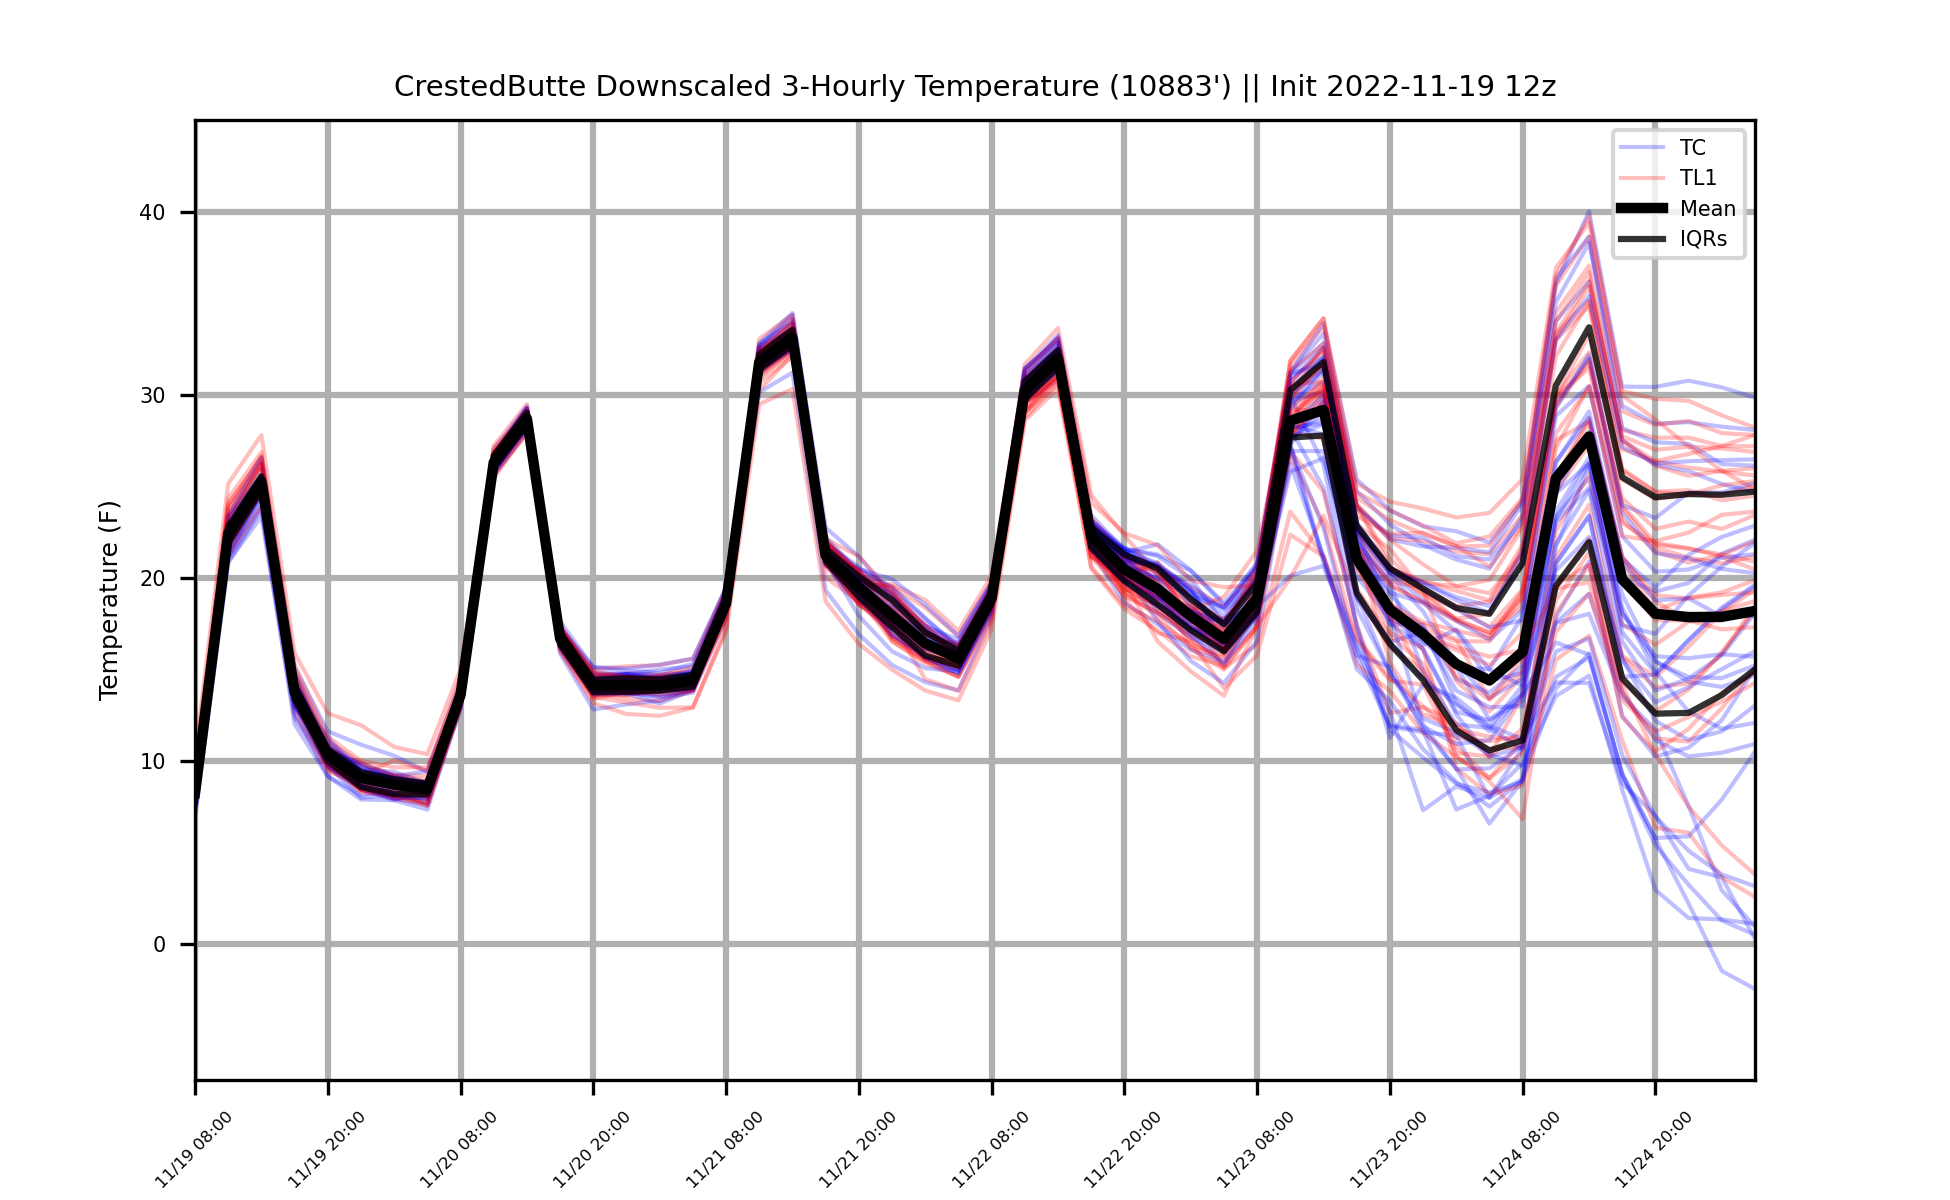 CrestedButte Downscaled 3-Hourly Temperature (10883') || Init 2022-11-19 12z
TC
TL1
Mean
IQRs
Temperature (F)
40
30
20
10
0
11/19 08:00
11/19 20:00
11/20 08:00
11/20 20:00
11/21 08:00
11/21 20:00
11/22 08:00
11/22 20:00
11/23 08:00
11/23 20:00
11/24 08:00
11/24 20:00